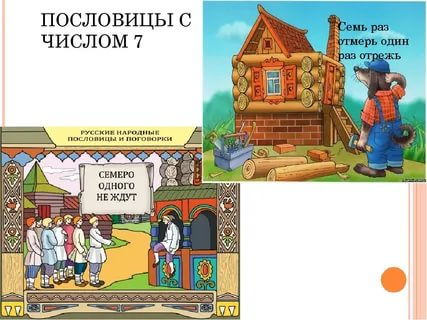 ПОСЛОВИЦЫ С
ЧИСЛОМ 7
Семь раз
отмерь один
раз отрежь
РУССКИЕ НАРОДНЫЕ
ПОСЛОВИЦЫ И ПОГОВОРКИ
СЕМЕРО
ОДНОГО
НЕ ЖДУТ